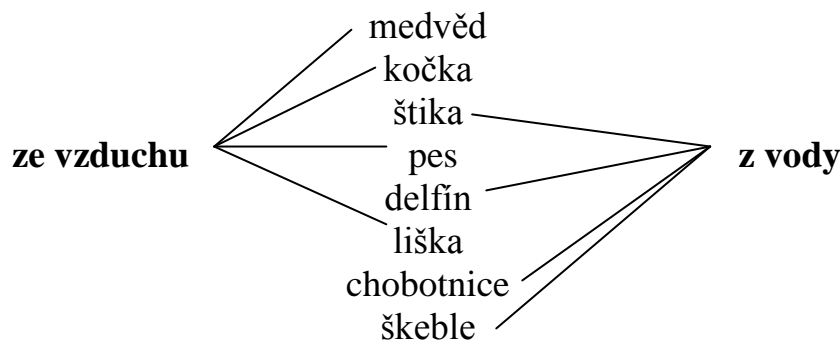 medvěd
kočka
štika
ze vzduchu pes z vody
delfín
liška
chobotnice
škeble